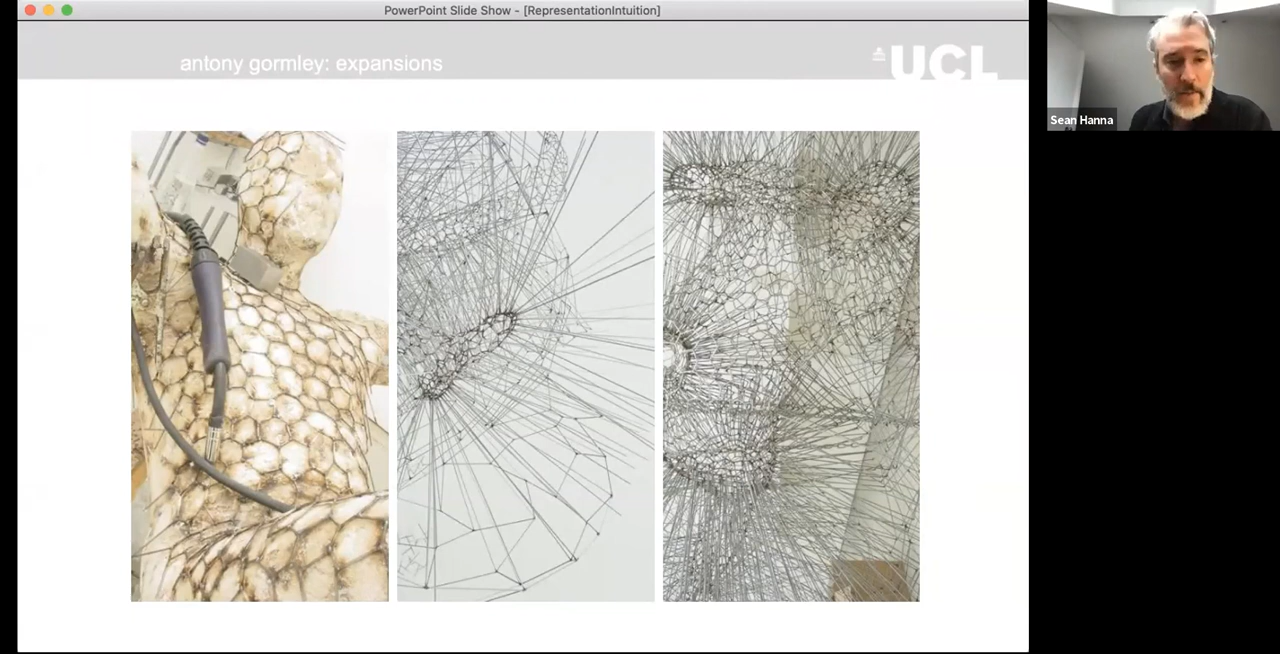 PowerPoint Slide Show - [RepresentationIntuition]
antony gormley: expansions
UCL
Sean Hanna